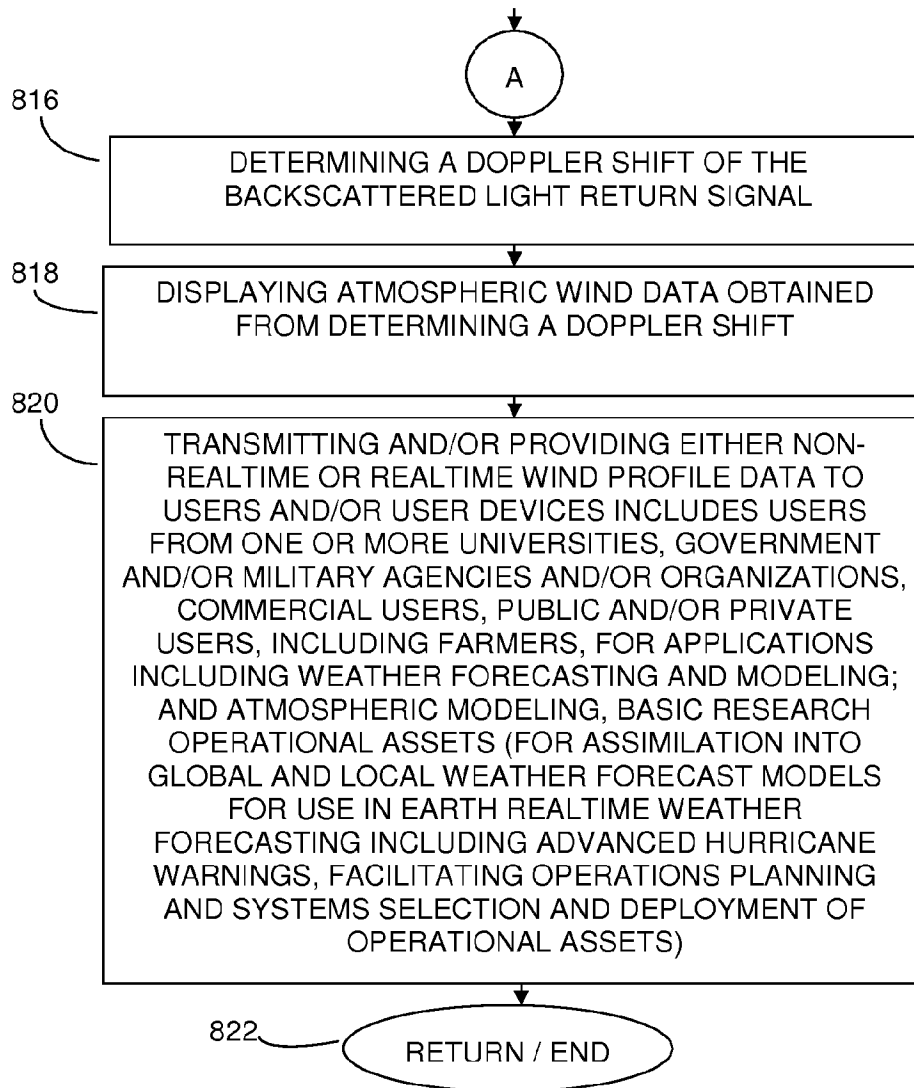 A
816
DETERMINING A DOPPLER SHIFT OF THE
BACKSCATTERED LIGHT RETURN SIGNAL
818
DISPLAYING ATMOSPHERIC WIND DATA OBTAINED
FROM DETERMINING A DOPPLER SHIFT
820
TRANSMITTING AND/OR PROVIDING EITHER NON-
REALTIME OR REALTIME WIND PROFILE DATA TO
USERS AND/OR USER DEVICES INCLUDES USERS
FROM ONE OR MORE UNIVERSITIES, GOVERNMENT
AND/OR MILITARY AGENCIES AND/OR ORGANIZATIONS,
COMMERCIAL USERS, PUBLIC AND/OR PRIVATE
USERS, INCLUDING FARMERS, FOR APPLICATIONS
INCLUDING WEATHER FORECASTING AND MODELING;
AND ATMOSPHERIC MODELING, BASIC RESEARCH
OPERATIONAL ASSETS (FOR ASSIMILATION INTO
GLOBAL AND LOCAL WEATHER FORECAST MODELS
FOR USE IN EARTH REALTIME WEATHER
FORECASTING INCLUDING ADVANCED HURRICANE
WARNINGS, FACILITATING OPERATIONS PLANNING
AND SYSTEMS SELECTION AND DEPLOYMENT OF
OPERATIONAL ASSETS)
822
RETURN / END